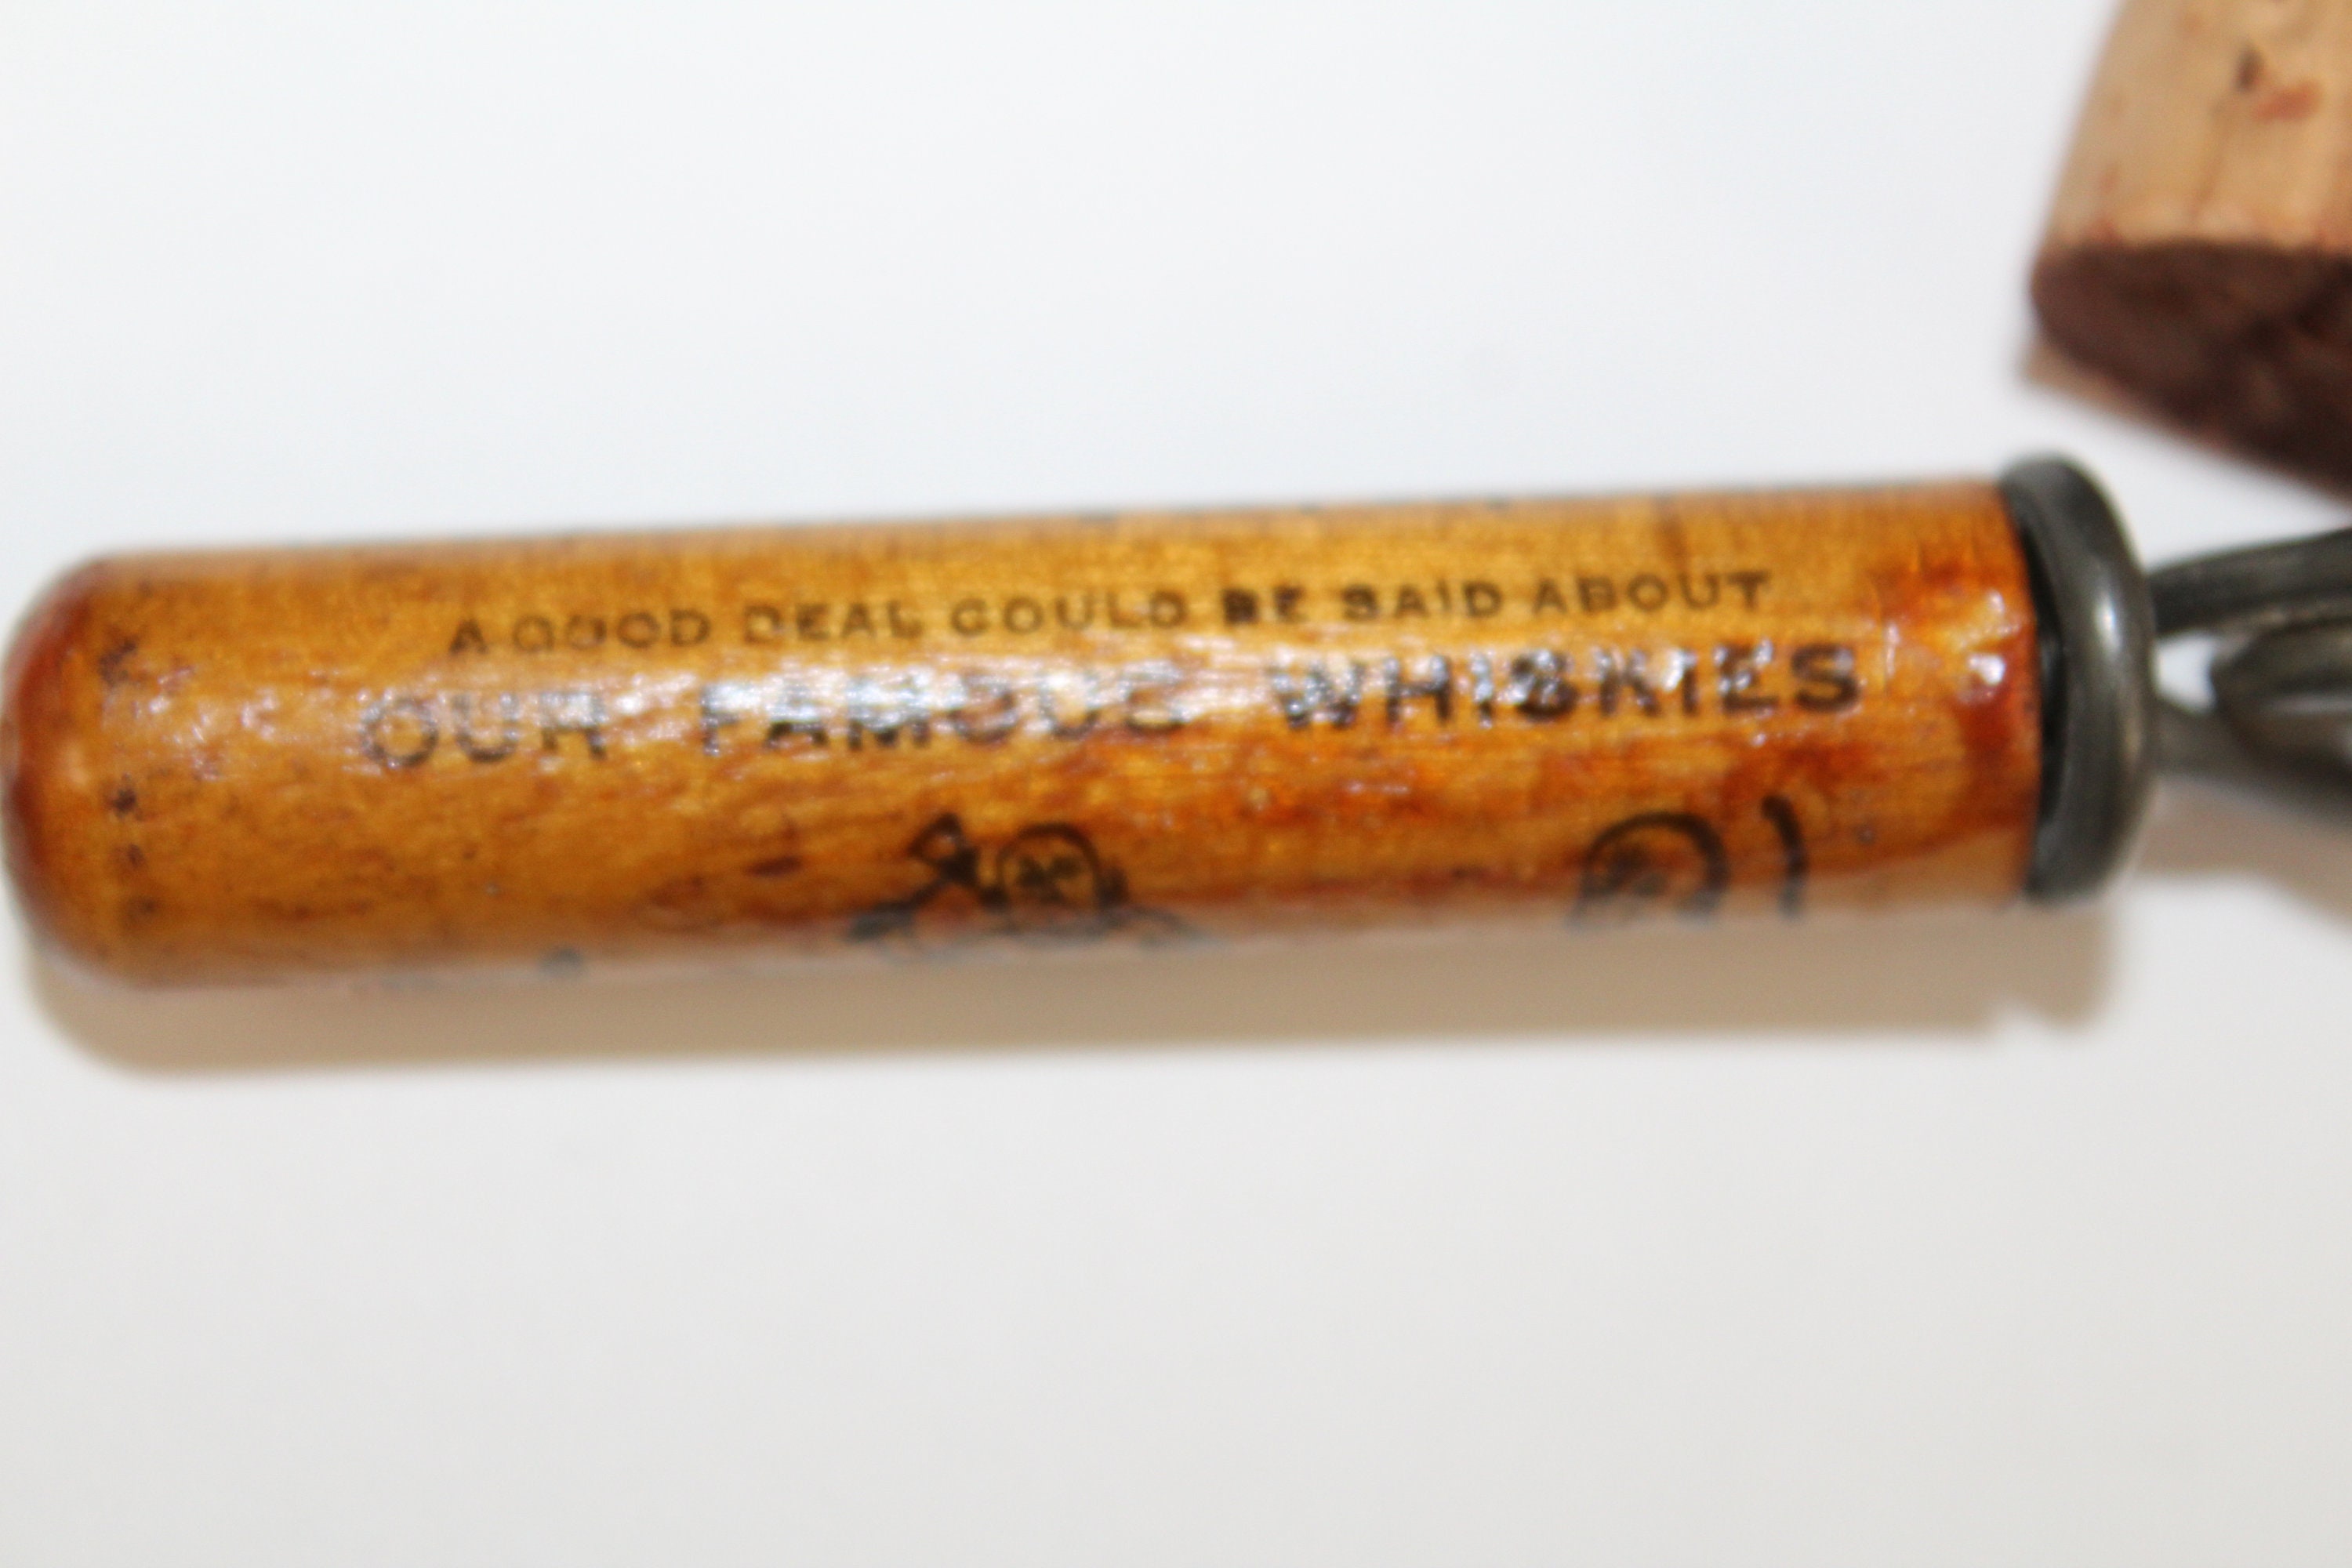 A GOOD DEAL COULD BE SAID ABOUT
OUR FAMOUS WHISKIES